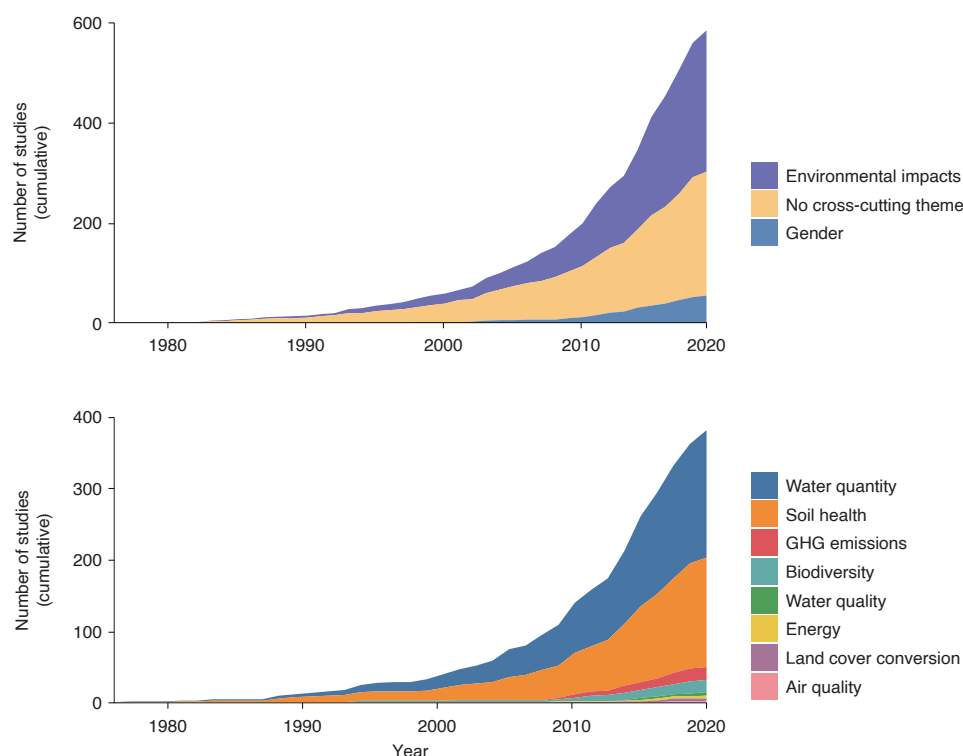 600
400
200
0
Number of studies
(cumulative)
1980
1990
2000
2010
2020
Environmental impacts
No cross-cutting theme
Gender
400
300
200
100
0
Number of studies
(cumulative)
1990
1980
2000
2010
2020
Year
Water quantity
Soil health
GHG emissions
Biodiversity
Water quality
Energy
Land cover conversion
Air quality